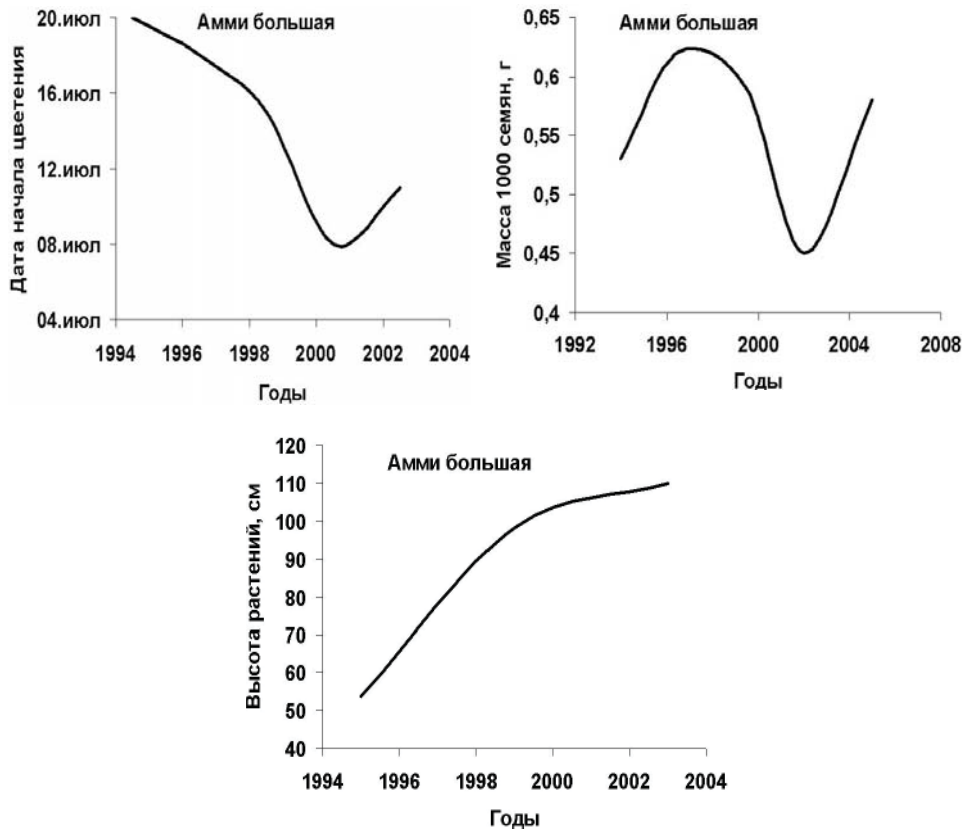 Амми большая
Дата начала цветения
20.июл
16.июл
12.июл
08.июл
04.июл
1994 1996 1998 2000 2002 2004
Годы
Амми большая
Масса 1000 семян, г
0,65
0,6
0,55
0,5
0,45
0,4
1992 1996 2000 2004 2008
Годы
Амми большая
Высота растений, см
120
110
100
90
80
70
60
50
40
1994 1996 1998 2000 2002 2004
Годы